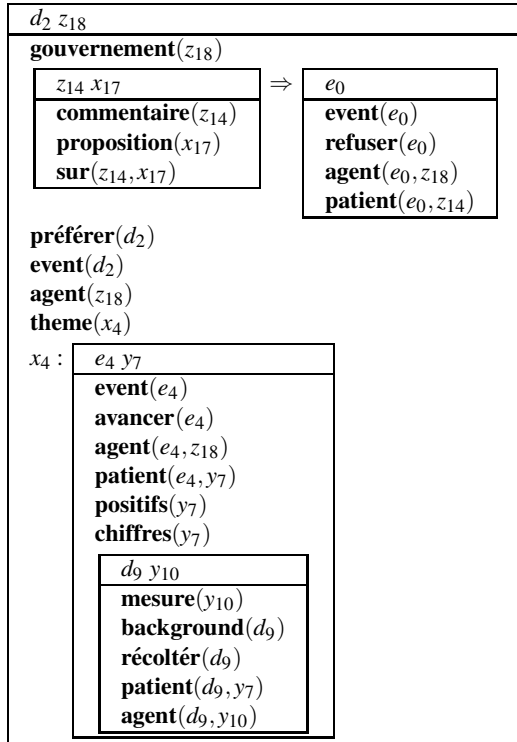 d₂ z₁₈
gouvernement(z₁₈)
z₁₄ x₁₇ ⇒ e₀
commentaire(z₁₄) event(e₀)
proposition(x₁₇) refuser(e₀)
sur(z₁₄,x₁₇) agent(e₀,z₁₈)
patient(e₀,z₁₄)
préférer(d₂)
event(d₂)
agent(z₁₈)
theme(x₄)
x₄ : e₄ y₇
event(e₄)
avancer(e₄)
agent(e₄,z₁₈)
patient(e₄,y₇)
positifs(y₇)
chiffres(y₇)
d₉ y₁₀
mesure(y₁₀)
background(d₉)
récoltér(d₉)
patient(d₉,y₇)
agent(d₉,y₁₀)